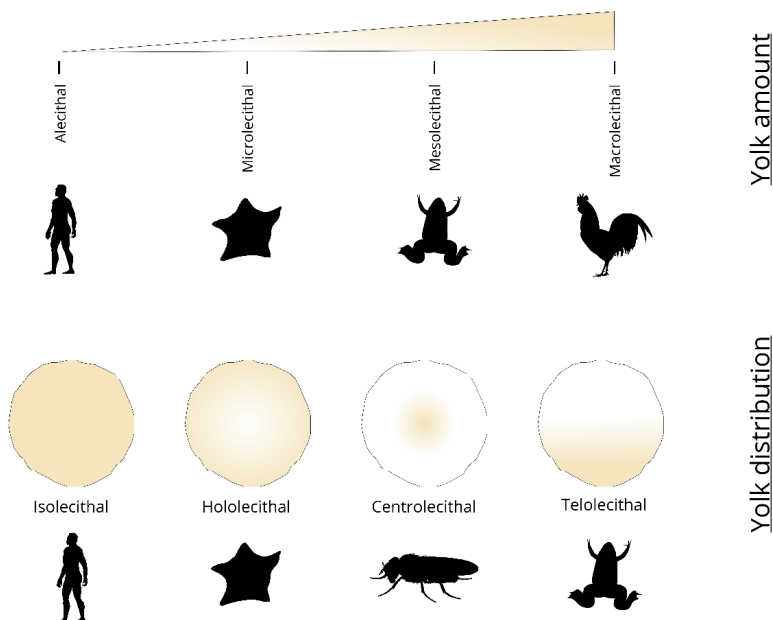 Alecithal
Microlecithal
Mesolecithal
Macrolecithal
Yolk amount
Isolecithal
Hololecithal
Centrolecithal
Telolecithal
Yolk distribution